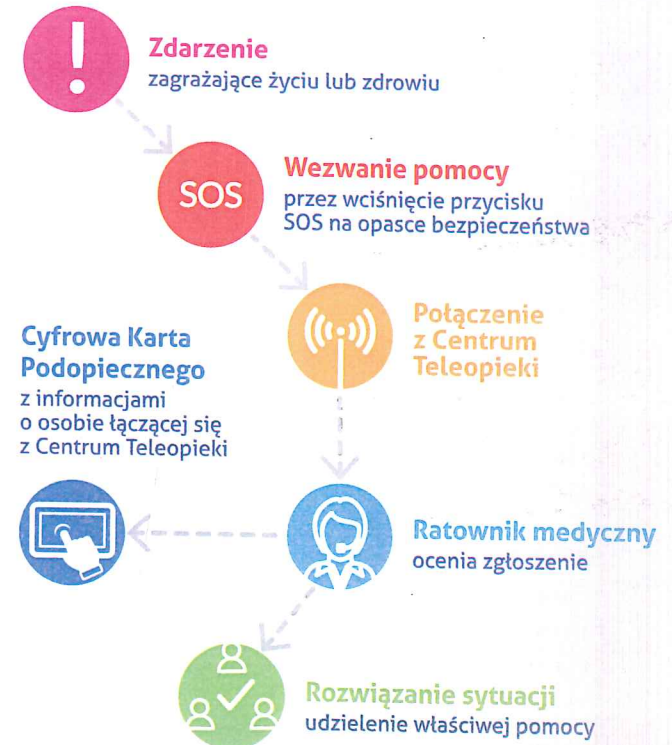 Zdarzenie
zagrażające życiu lub zdrowiu
SOS
Wezwanie pomocy
przez wciśnięcie przycisku
SOS na opasce bezpieczeństwa
Połączenie
z Centrum
Teleopieki
Cyfrowa Karta
Podopiecznego
z informacjami
o osobie łączącej się
z Centrum Teleopieki
Ratownik medyczny
ocenia zgłoszenie
Rozwiązanie sytuacji
udzielenie właściwej pomocy